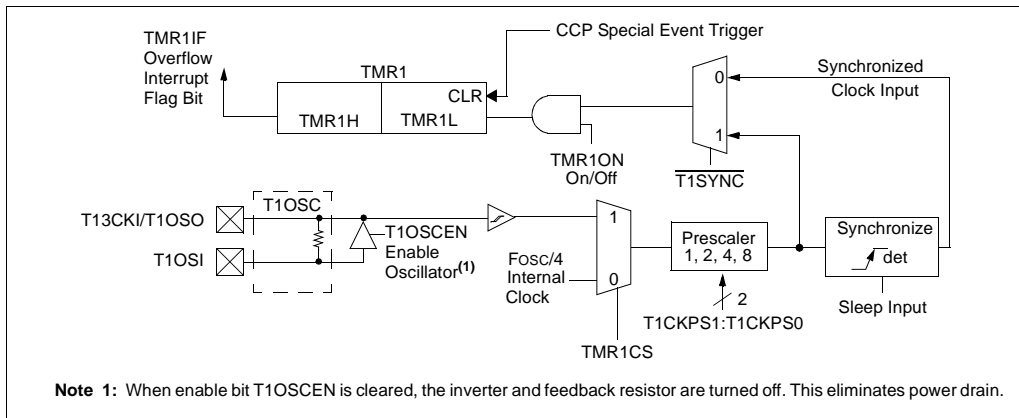 CCP Special Event Trigger
TMR1IF
Overflow
Interrupt
Flag Bit
TMR1
CLR
TMR1H
TMR1L
TMR1ON
On/Off
0
1
T1SYNC
Synchronized
Clock Input
T1OSC
T13CKI/T1OSO
T1OSI
T1OSCEN
Enable
Oscillator(1)
FOSC/4
Internal
Clock
1
0
TMR1CS
Prescaler
1, 2, 4, 8
2
T1CKPS1:T1CKPS0
Synchronize
det
Sleep Input
Note 1: When enable bit T1OSCEN is cleared, the inverter and feedback resistor are turned off. This eliminates power drain.